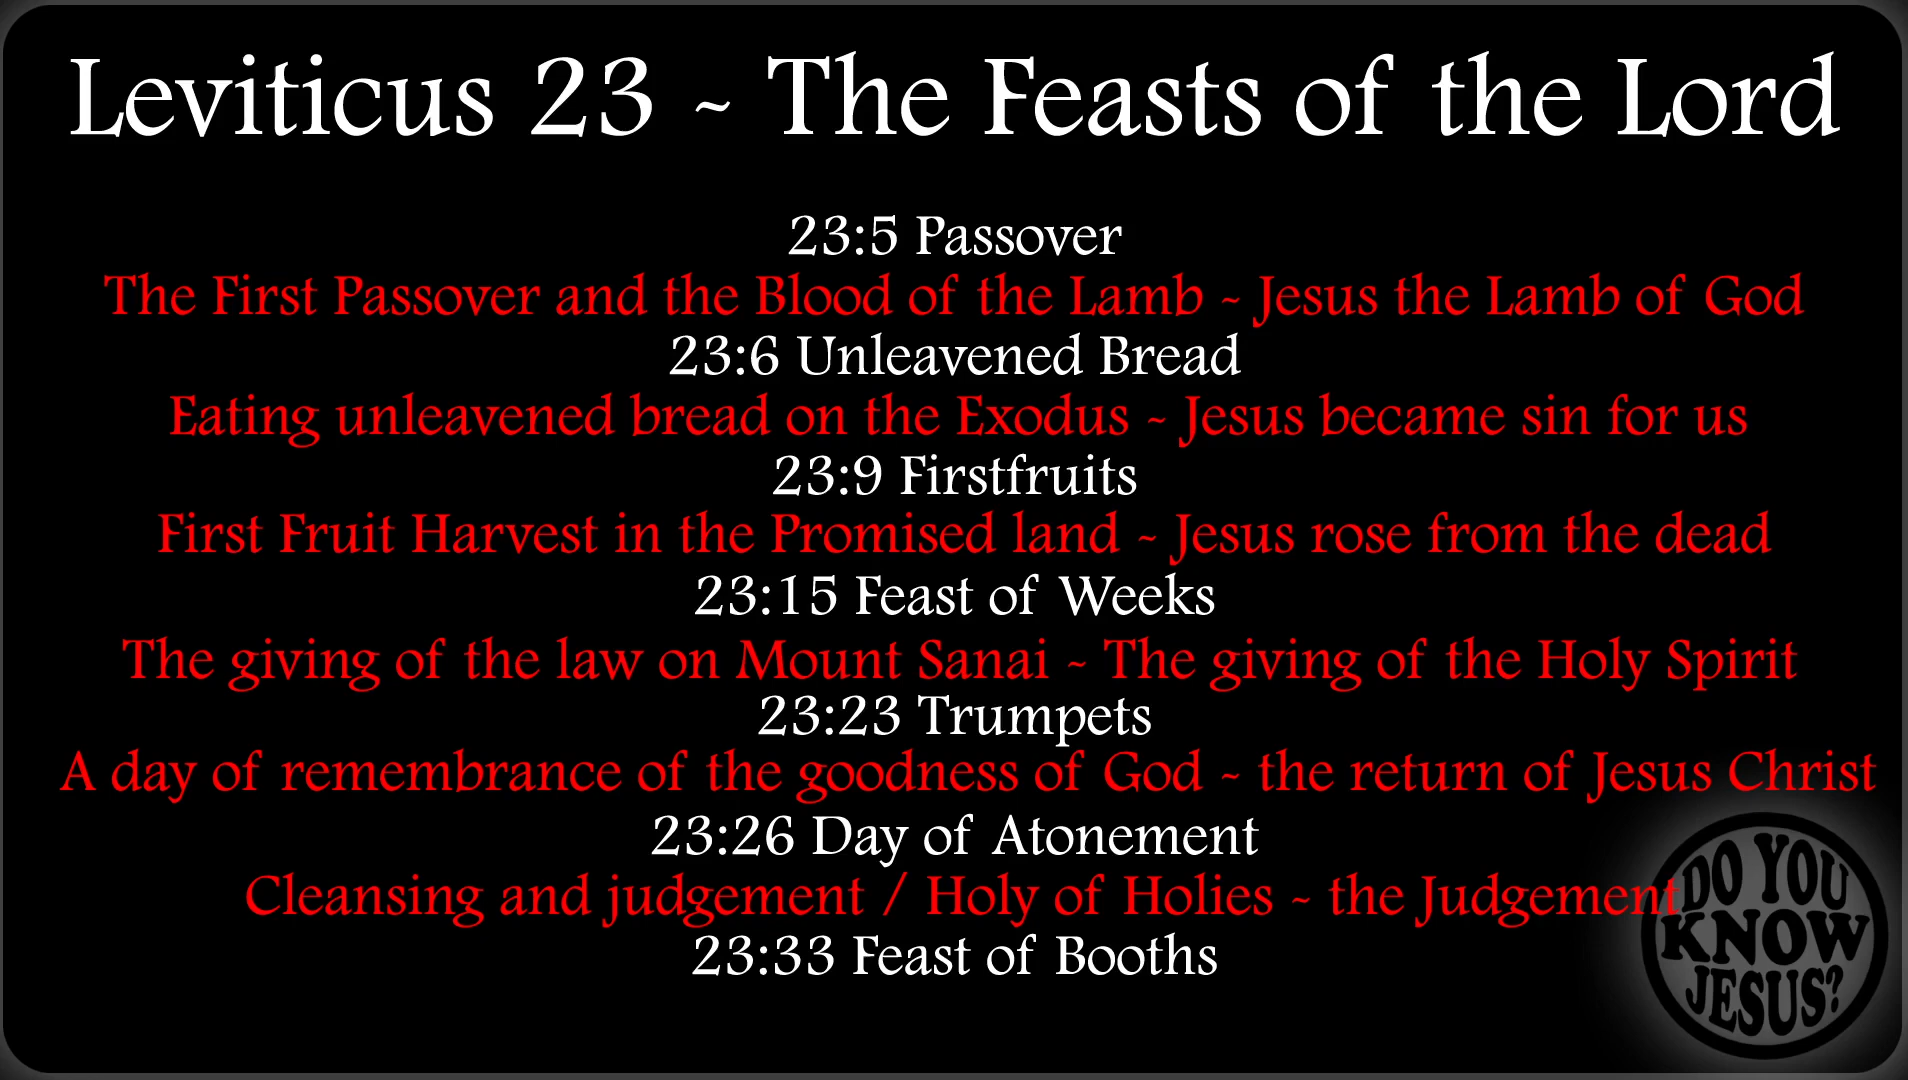 Leviticus 23 ~ The Feasts of the Lord
23:5 Passover
The First Passover and the Blood of the Lamb ~ Jesus the Lamb of God
23:6 Unleavened Bread
Eating unleavened bread on the Exodus ~ Jesus became sin for us
23:9 Firstfruits
First Fruit Harvest in the Promised land ~ Jesus rose from the dead
23:15 Feast of Weeks
The giving of the law on Mount Sanai ~ The giving of the Holy Spirit
23:23 Trumpets
A day of remembrance of the goodness of God ~ the return of Jesus Christ
23:26 Day of Atonement
Cleansing and judgement / Holy of Holies ~ the Judgement
23:33 Feast of Booths
DO YOU
KNOW
JESUS?